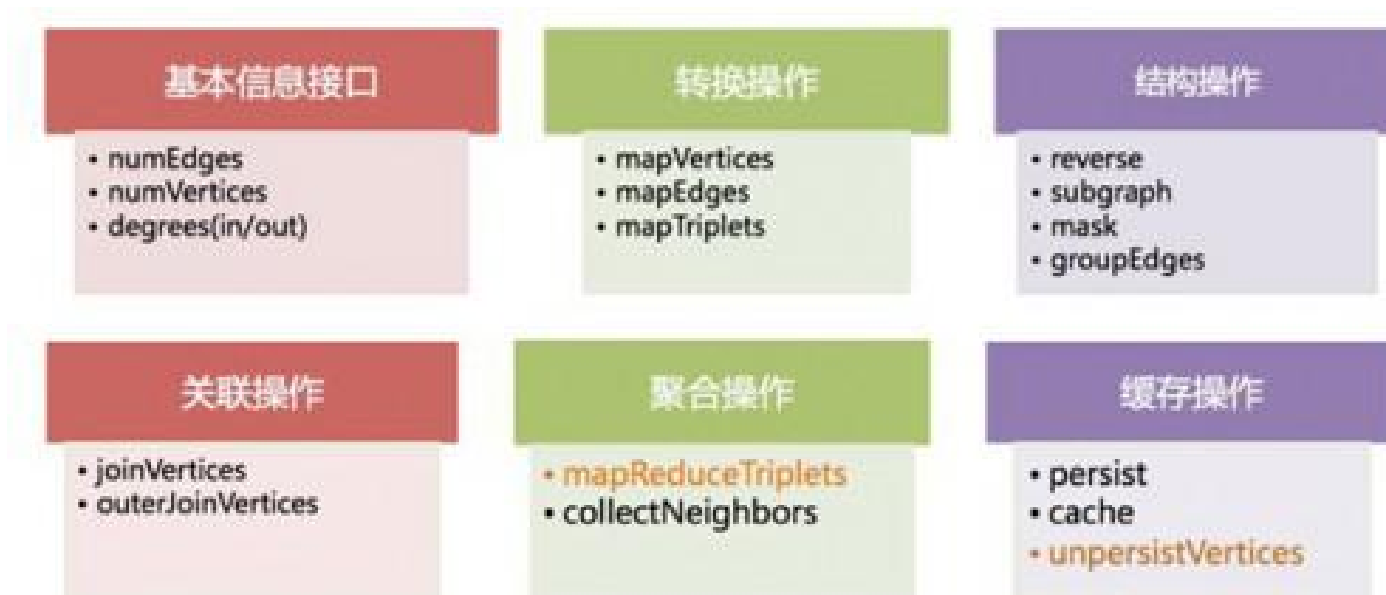 基本信息接口
• numEdges
• numVertices
• degrees(in/out)
转换操作
• mapVertices
• mapEdges
• mapTriplets
结构操作
• reverse
• subgraph
• mask
• groupEdges
关联操作
• joinVertices
• outerJoinVertices
聚合操作
• mapReduceTriplets
• collectNeighbors
缓存操作
• persist
• cache
• unpersistVertices